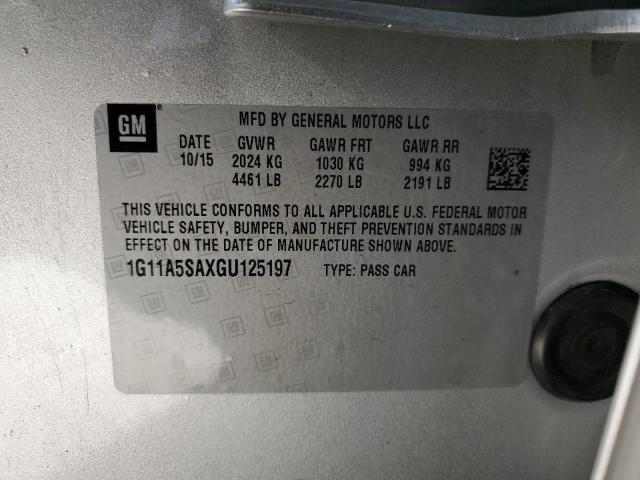 GM
MFD BY GENERAL MOTORS LLC
DATE GVWR GAWR FRT GAWR RR
10/15 2024 KG 1030 KG 994 KG
4461 LB 2270 LB 2191 LB
THIS VEHICLE CONFORMS TO ALL APPLICABLE U.S. FEDERAL MOTOR
VEHICLE SAFETY, BUMPER, AND THEFT PREVENTION STANDARDS IN
EFFECT ON THE DATE OF MANUFACTURE SHOWN ABOVE.
1G11A5SAXGU125197 TYPE: PASS CAR